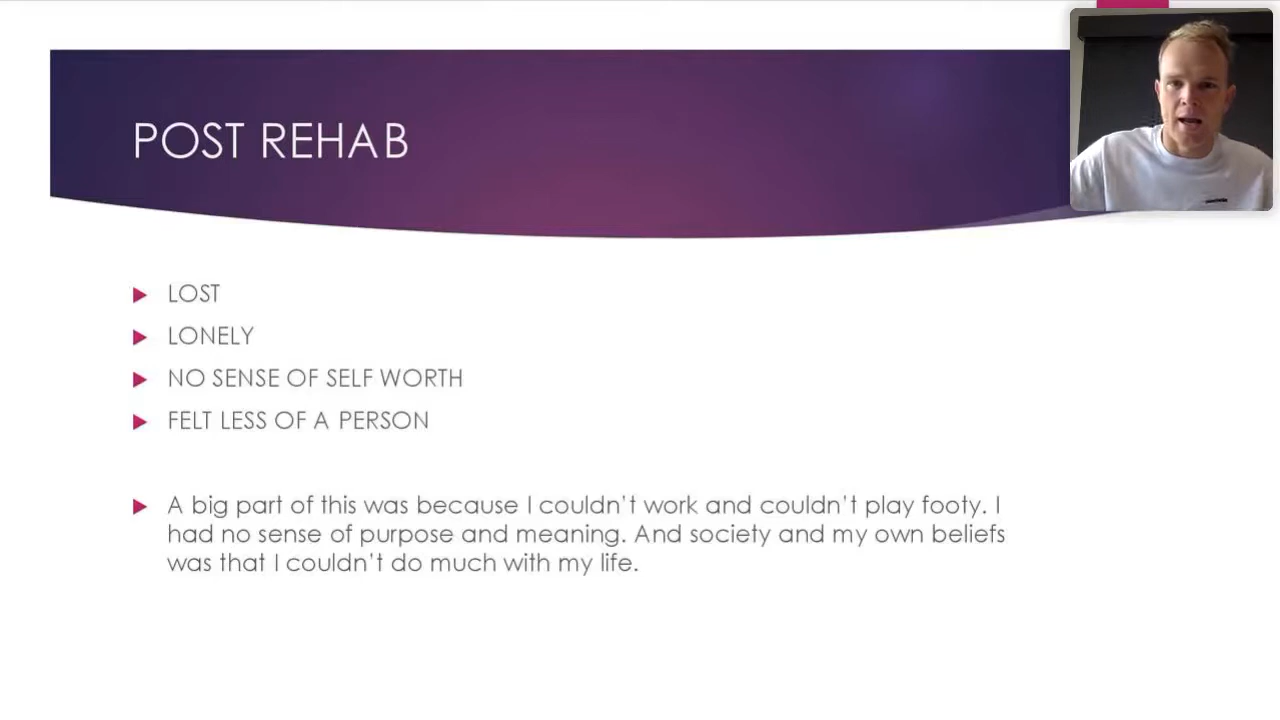 POST REHAB
LOST
LONELY
NO SENSE OF SELF WORTH
FELT LESS OF A PERSON
A big part of this was because I couldn't work and couldn't play footy. I
had no sense of purpose and meaning. And society and my own beliefs
was that I couldn't do much with my life.